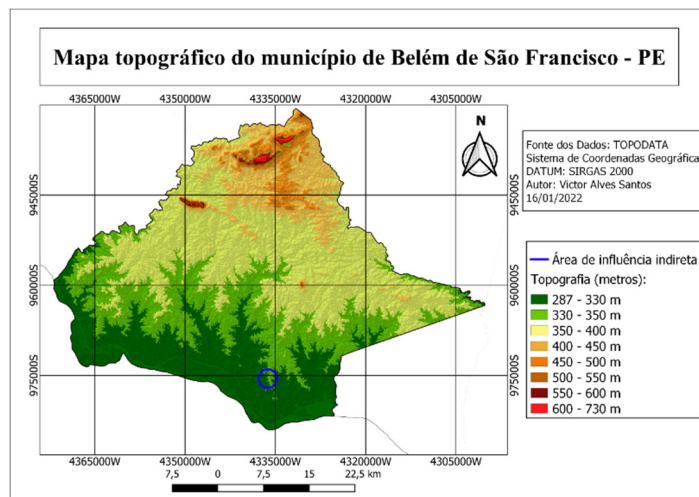 Mapa topográfico do município de Belém de São Francisco - PE
4365000W 4350000W 4335000W 4320000W 4305000W
N
Fonte dos Dados: TOPODATA
Sistema de Coordenadas Geográfica
DATUM: SIRGAS 2000
Autor: Victor Alves Santos
16/01/2022
945000S 945000S
Área de influência indireta
Topografia (metros):
960000S 960000S
287 - 330 m
330 - 350 m
350 - 400 m
400 - 450 m
450 - 500 m
500 - 550 m
550 - 600 m
600 - 730 m
975000S 975000S
4365000W 4350000W 4335000W 4320000W 4305000W
7,5 0 7,5 15 22,5 km